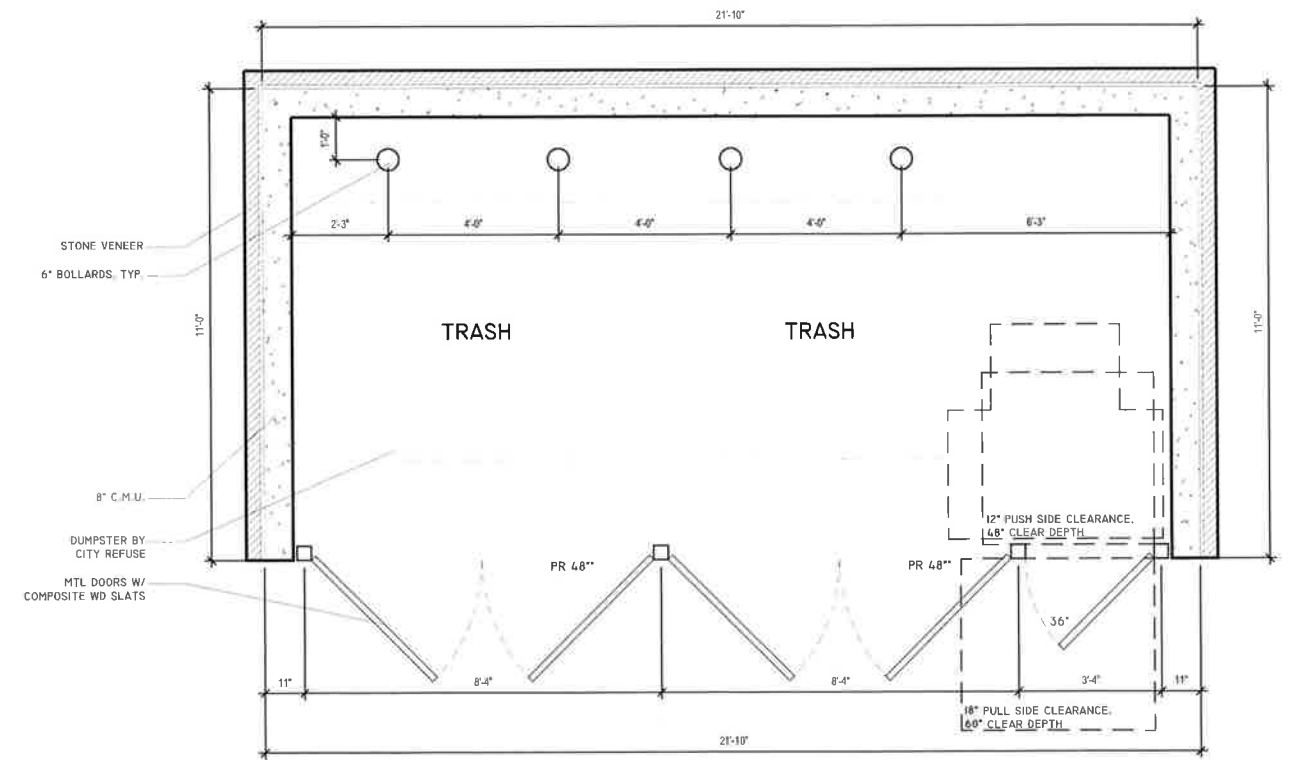 21'-10"
1'-0"
2'-3"
4'-0"
4'-0"
4'-0"
6'-3"
STONE VENEER
6" BOLLARDS, TYP.
11'-0"
11'-0"
TRASH
TRASH
8" C.M.U.
DUMPSTER BY
CITY REFUSE
MTL DOORS W/
COMPOSITE WD SLATS
12" PUSH SIDE CLEARANCE,
48" CLEAR DEPTH
PR 48""
PR 48""
36"
11"
8'-4"
8'-4"
3'-4"
11"
18" PULL SIDE CLEARANCE,
60" CLEAR DEPTH
21'-10"